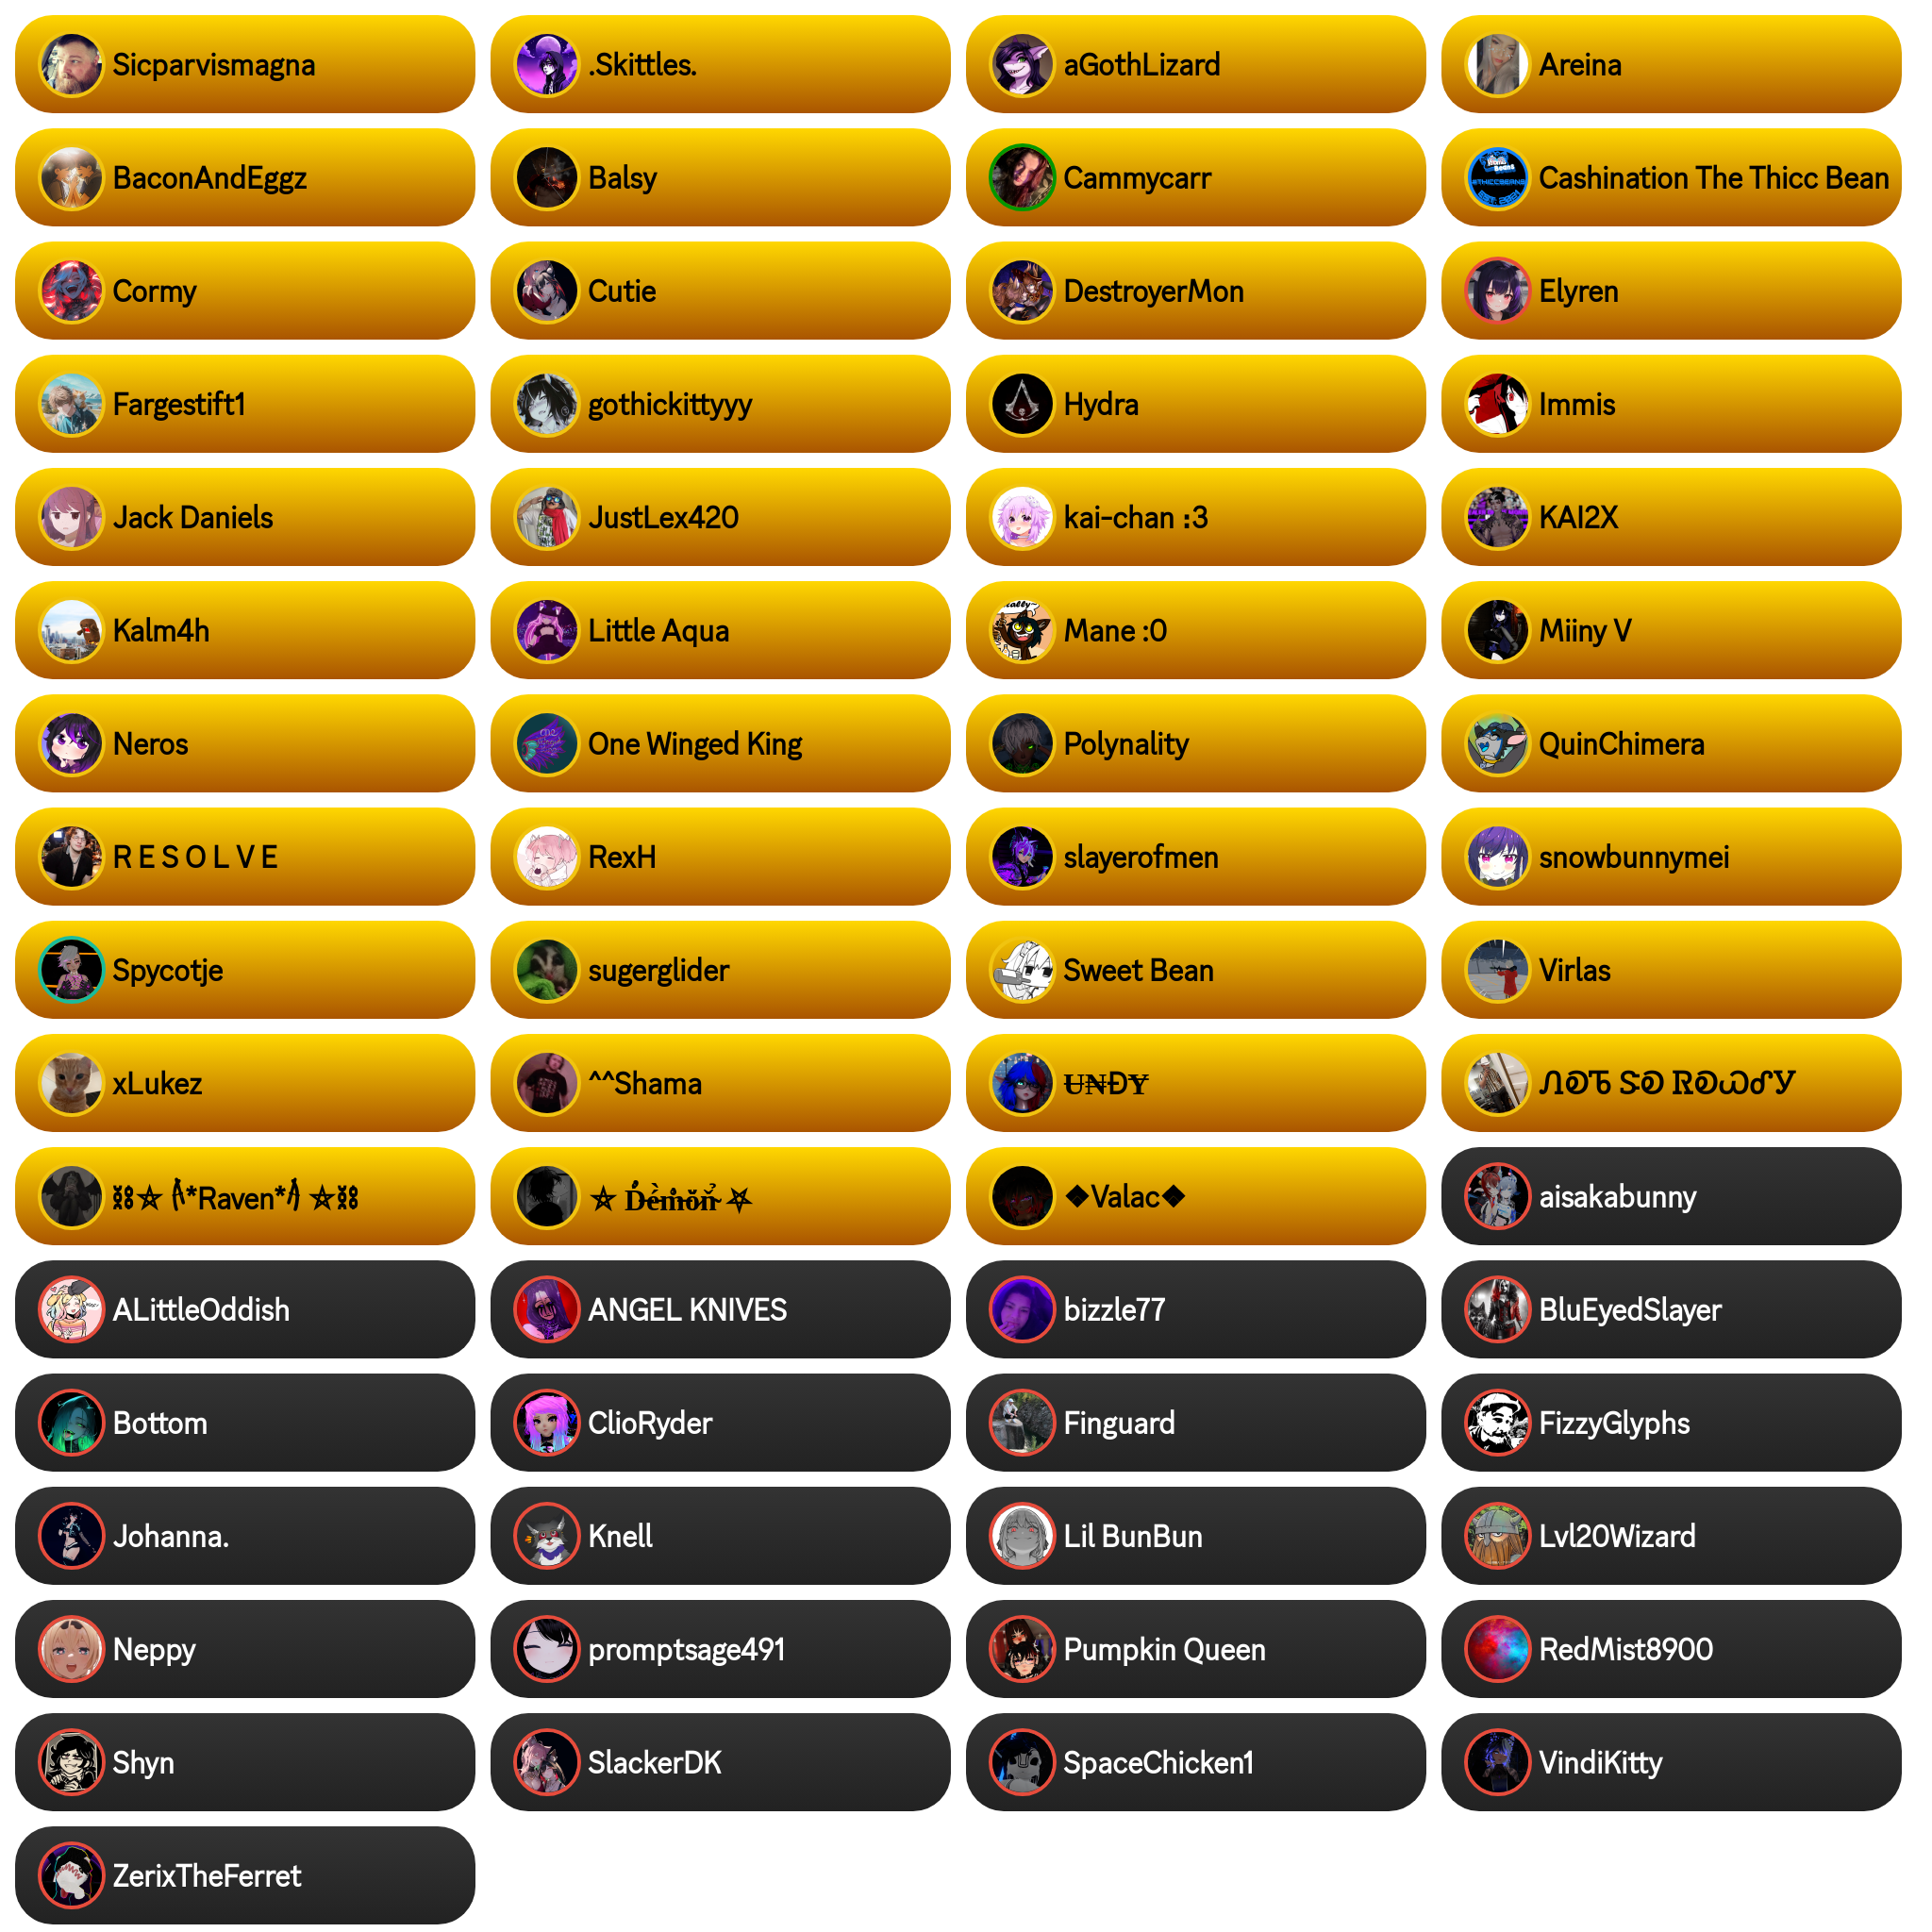 Sicparvismagna
.Skittles.
aGothLizard
Areina
BaconAndEggz
Balsy
Cammycarr
Cashination The Thicc Bean
Cormy
Cutie
DestroyerMon
Elyren
Fargestift1
gothickittyyy
Hydra
Immis
Jack Daniels
JustLex420
kai-chan :3
KAI2X
Kalm4h
Little Aqua
Mane :0
Miiny V
Neros
One Winged King
Polynality
QuinChimera
R E S O L V E
RexH
slayerofmen
snowbunnymei
Spycotje
sugerglider
Sweet Bean
Virlas
xLukez
^^Shama
U̶N̶D̶Y̶
*Raven*
❖Valac❖
aisakabunny
ALittleOddish
ANGEL KNIVES
bizzle77
BluEyedSlayer
Bottom
ClioRyder
Finguard
FizzyGlyphs
Johanna.
Knell
Lil BunBun
Lvl20Wizard
Neppy
promptsage491
Pumpkin Queen
RedMist8900
Shyn
SlackerDK
SpaceChicken1
VindiKitty
ZerixTheFerret